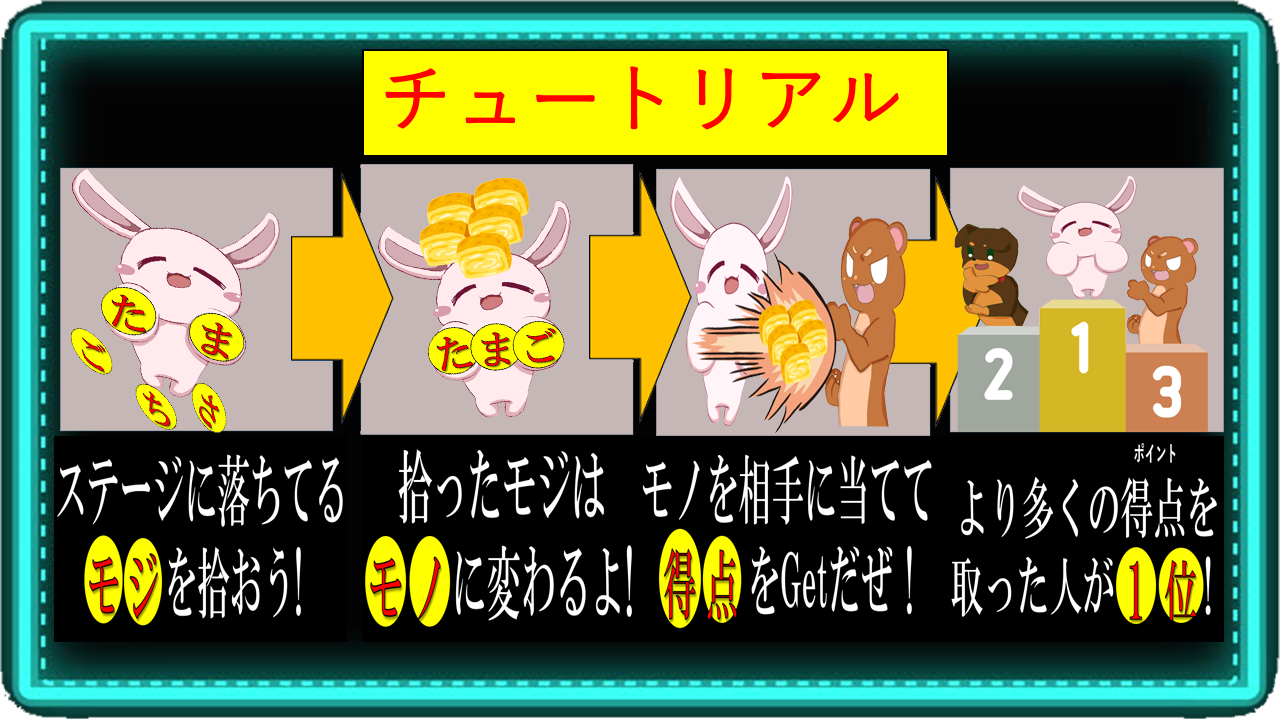 チュートリアル
た
ま
ご
ち
さ
ステージに落ちてる
モジを拾おう!
たまご
拾ったモジは
モノに変わるよ!
モノを相手に当てて
得点をGetだぜ!
2
1
3
ポイント
より多くの得点を
取った人が1位!